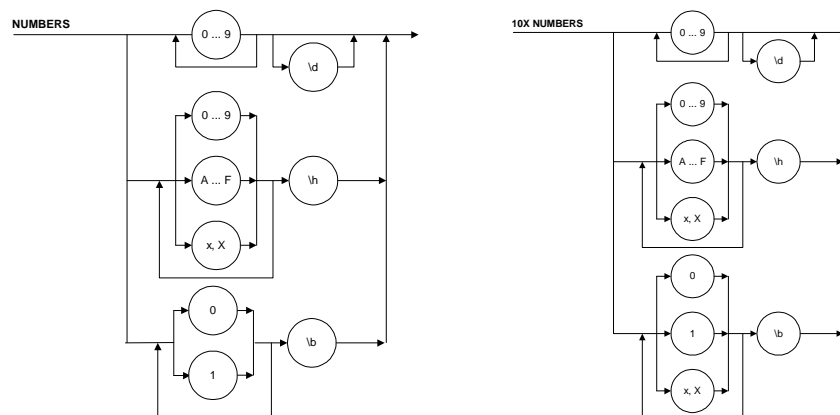 NUMBERS
0 ... 9
\d
0 ... 9
A ... F
\h
x, X
0
\b
1
10X NUMBERS
0 ... 9
\d
0 ... 9
A ... F
\h
x, X
0
1
\b
x, X